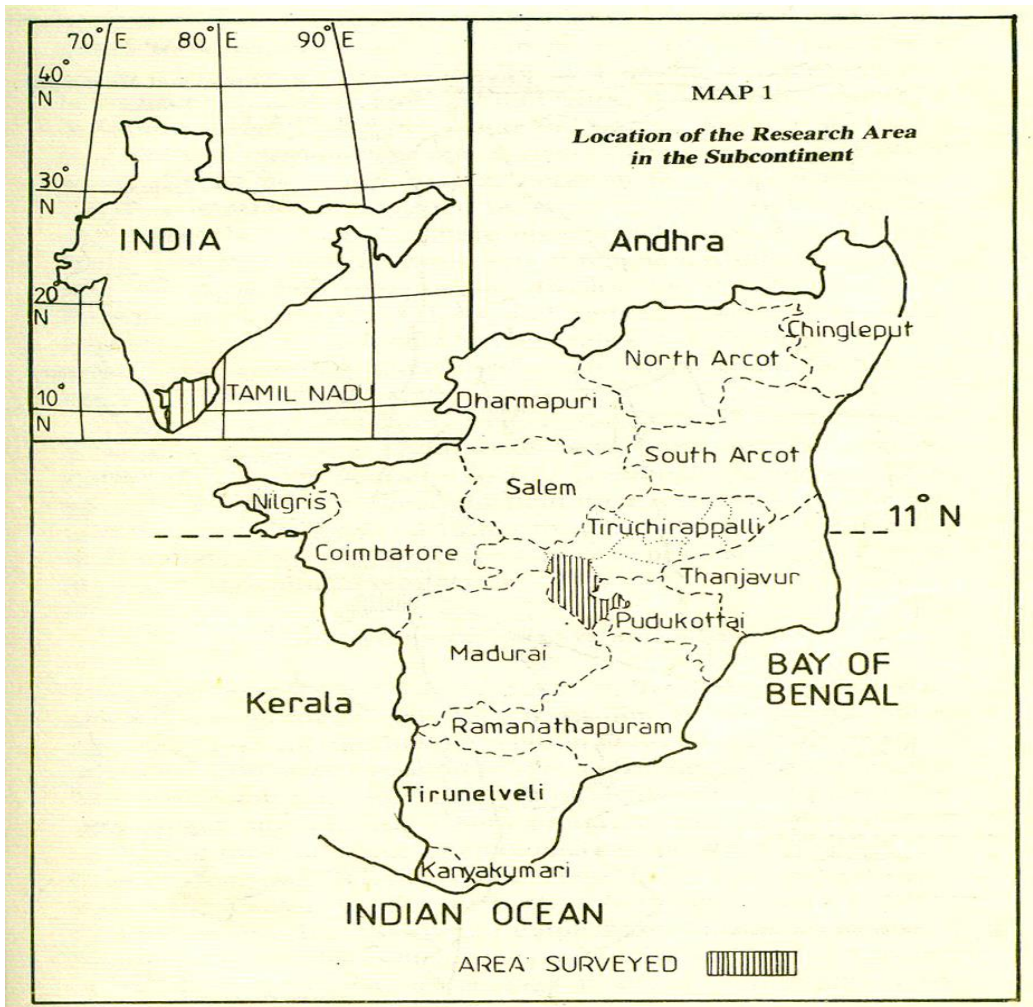 70° E 80° E 90° E
40°
N
30°
N
INDIA
20°
N
10°
N
TAMIL NADU
MAP 1
Location of the Research Area
in the Subcontinent
Andhra
Chingleput
North Arcot
Dharmapuri
South Arcot
Salem
Nilgris
Tiruchirappalli
11° N
Coimbatore
Thanjavur
Pudukottai
Madurai
BAY OF
BENGAL
Kerala
Ramanathapuram
Tirunelveli
Kanyakumari
INDIAN OCEAN
AREA SURVEYED